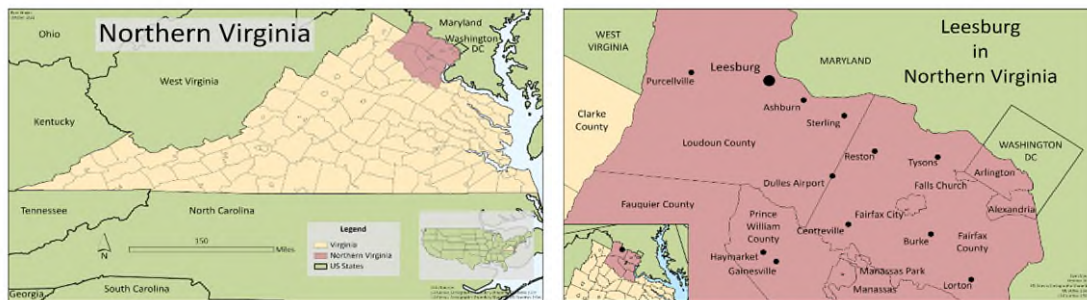 Northern Virginia
Ohio
Maryland
Washington
DC
West Virginia
Kentucky
Tennessee
North Carolina
150
Miles
N
Legend
Virginia
Northern Virginia
US States
Georgia
South Carolina
Leesburg
in
Northern Virginia
WEST
VIRGINIA
MARYLAND
Leesburg
Purcellville
Ashburn
Clarke
County
Sterling
WASHINGTON
DC
Loudoun County
Reston
Tysons
Dulles Airport
Falls Church
Arlington
Fauquier County
Alexandria
Prince
William
County
Fairfax City
Centreville
Burke
Fairfax
County
Haymarket
Gainesville
Manassas Park
Manassas
Lorton